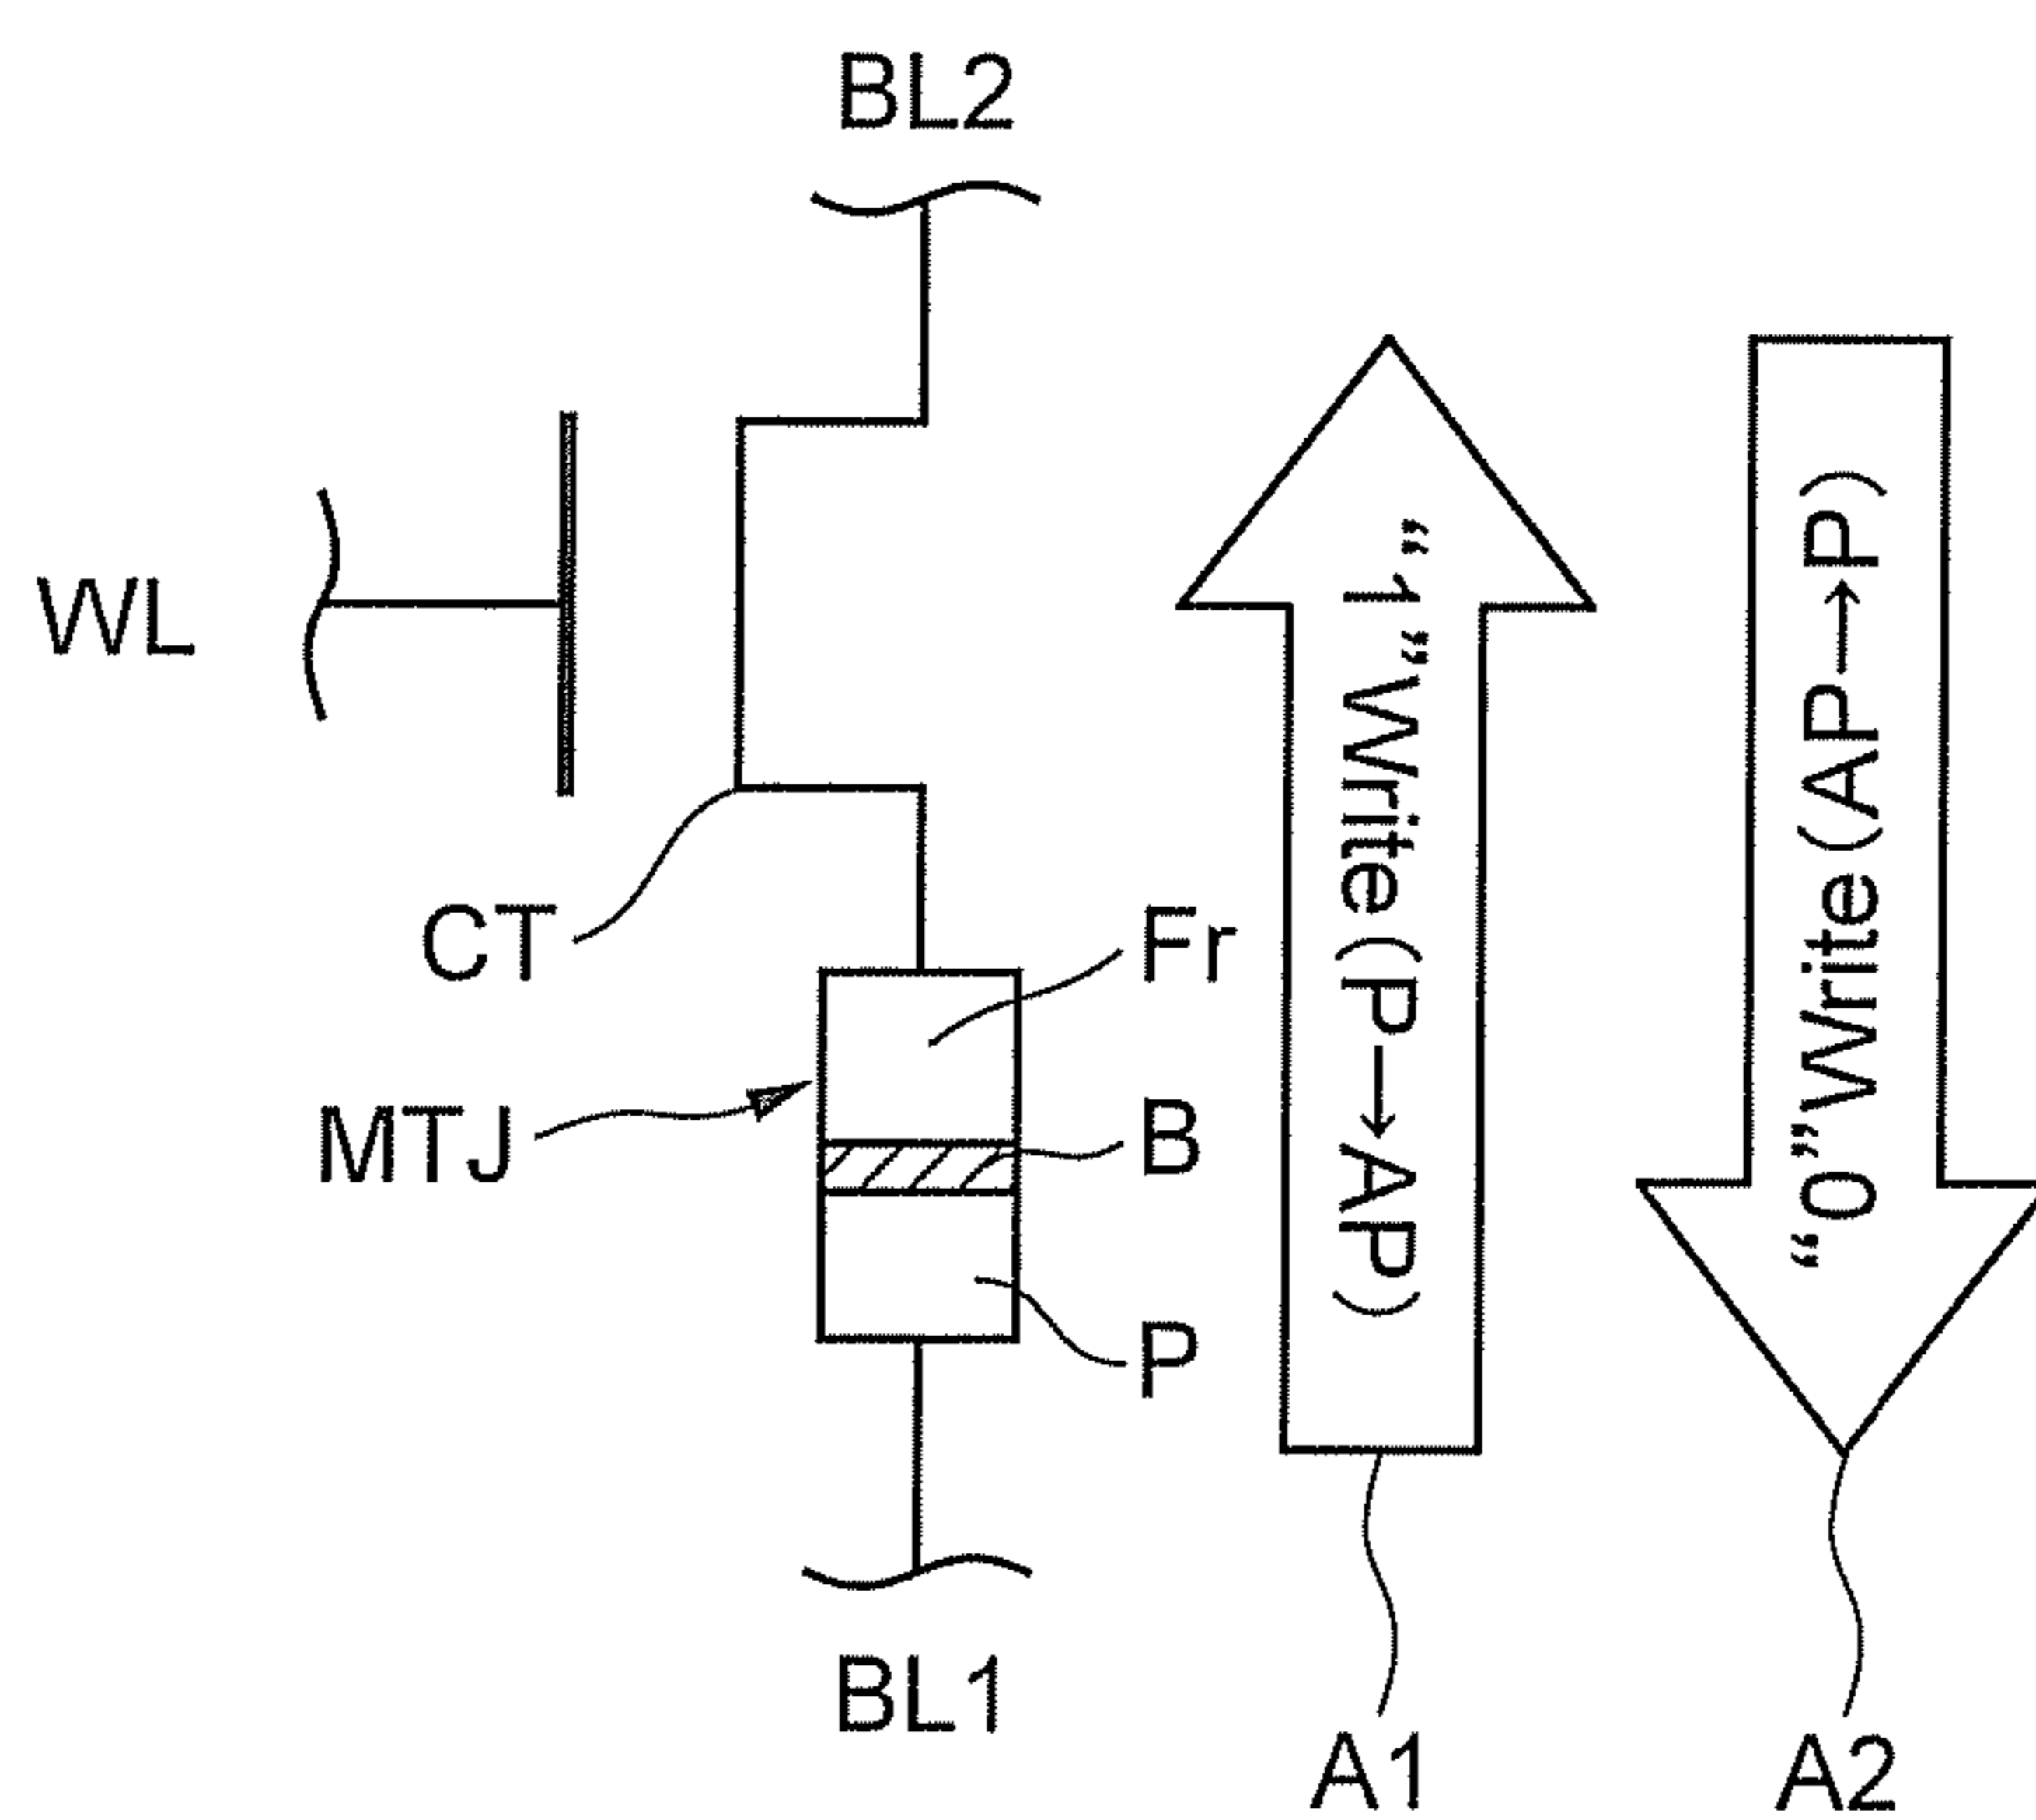 BL2
WL
CT
MTJ
Fr
B
P
BL1
"1"Write(P→AP)
"0"Write(AP→P)
A1
A2